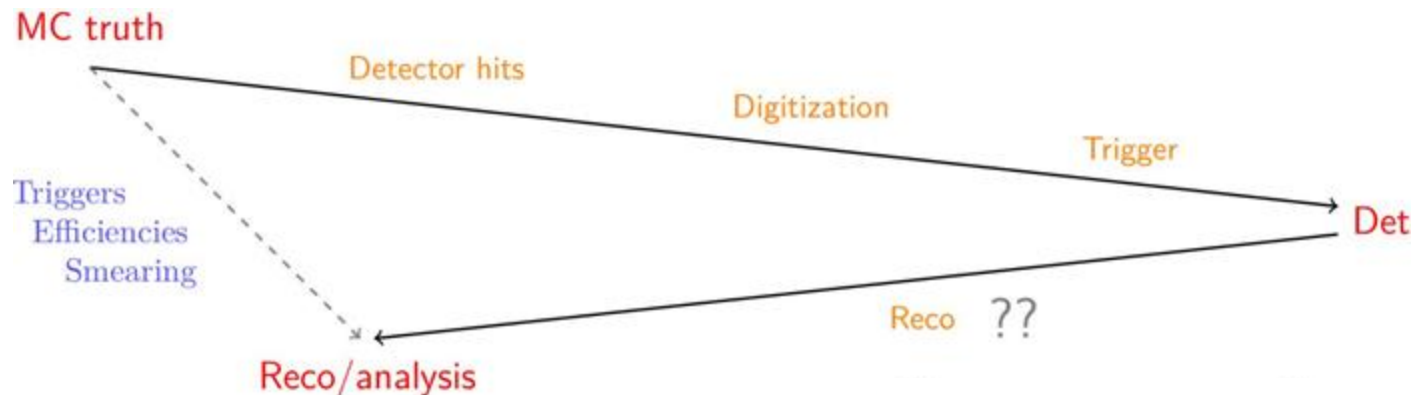 MC truth
Detector hits
Digitization
Trigger
Triggers
Efficiencies
Smearing
Det
Reco ??
Reco/analysis